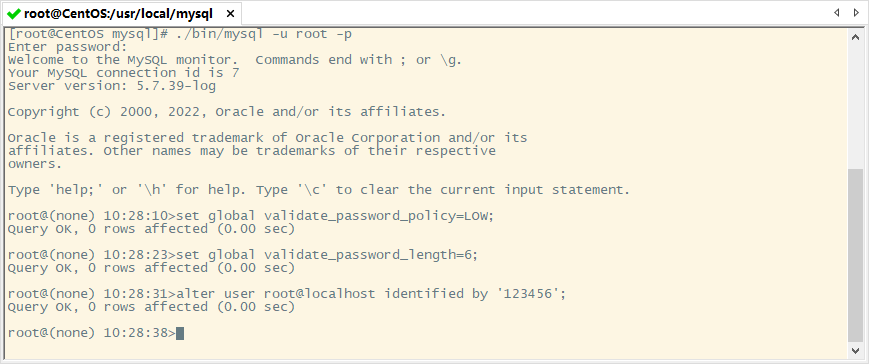 root@CentOS:/usr/local/mysql
[root@CentOS mysql]# ./bin/mysql -u root -p
Enter password:
Welcome to the MySQL monitor.  Commands end with ; or \g.
Your MySQL connection id is 7
Server version: 5.7.39-log
Copyright (c) 2000, 2022, Oracle and/or its affiliates.
Oracle is a registered trademark of Oracle Corporation and/or its
affiliates. Other names may be trademarks of their respective
owners.
Type 'help;' or '\h' for help. Type '\c' to clear the current input statement.
root@(none) 10:28:10>set global validate_password_policy=LOW;
Query OK, 0 rows affected (0.00 sec)
root@(none) 10:28:23>set global validate_password_length=6;
Query OK, 0 rows affected (0.00 sec)
root@(none) 10:28:31>alter user root@localhost identified by '123456';
Query OK, 0 rows affected (0.00 sec)
root@(none) 10:28:38>